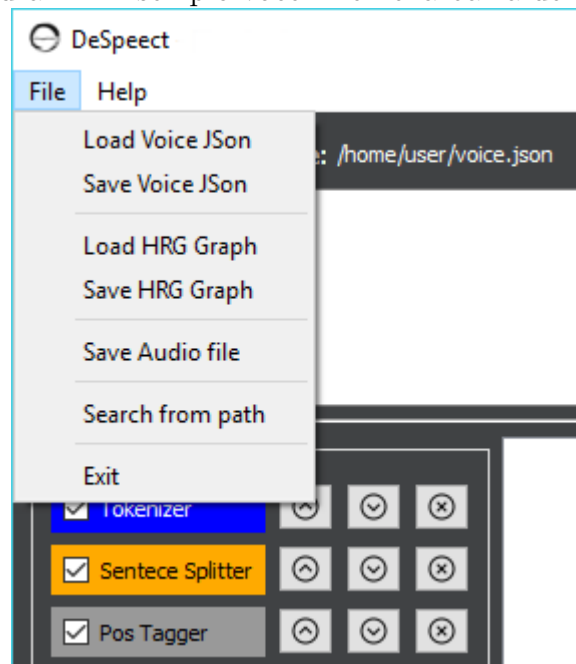 DeSpeect
File Help
Load Voice JSon
: /home/user/voice.json
Save Voice JSon
Load HRG Graph
Save HRG Graph
Save Audio file
Search from path
Exit
Tokenizer
Sentece Splitter
Pos Tagger